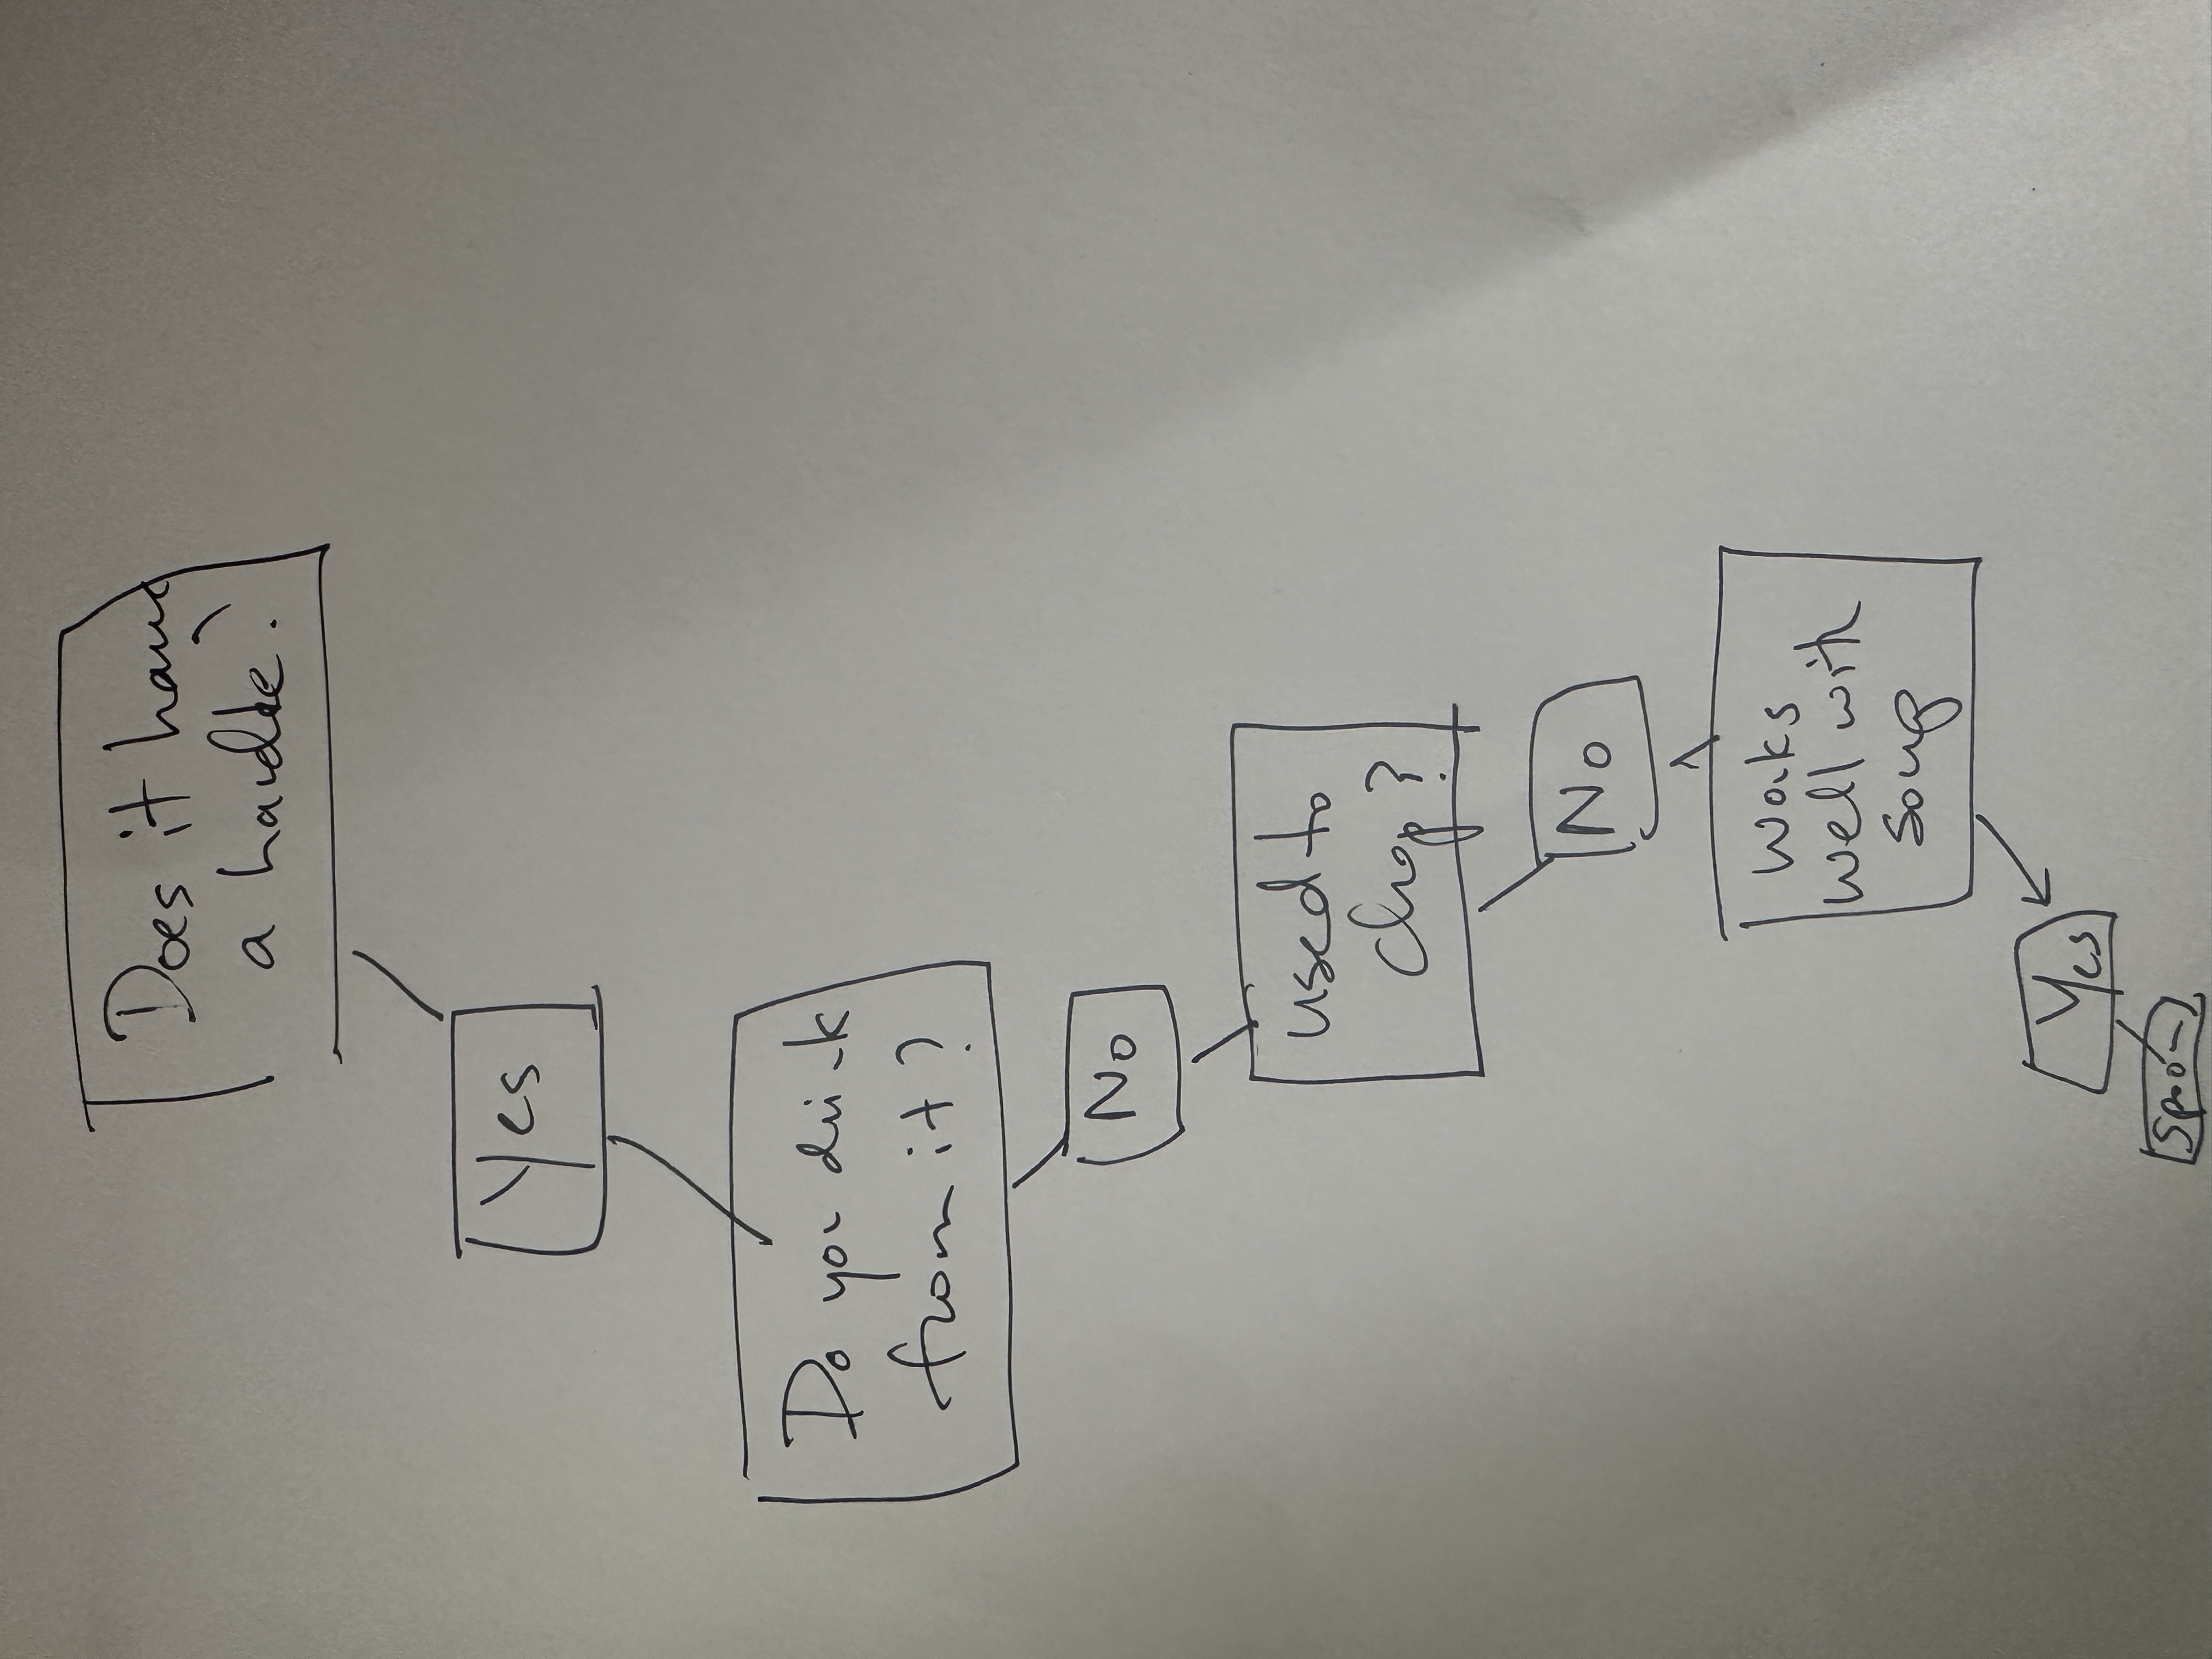 Does it have
a handle?
Yes
Do you drink
from it?
No
used to
chop?
No
Works
well with
soup
Yes
Spoon